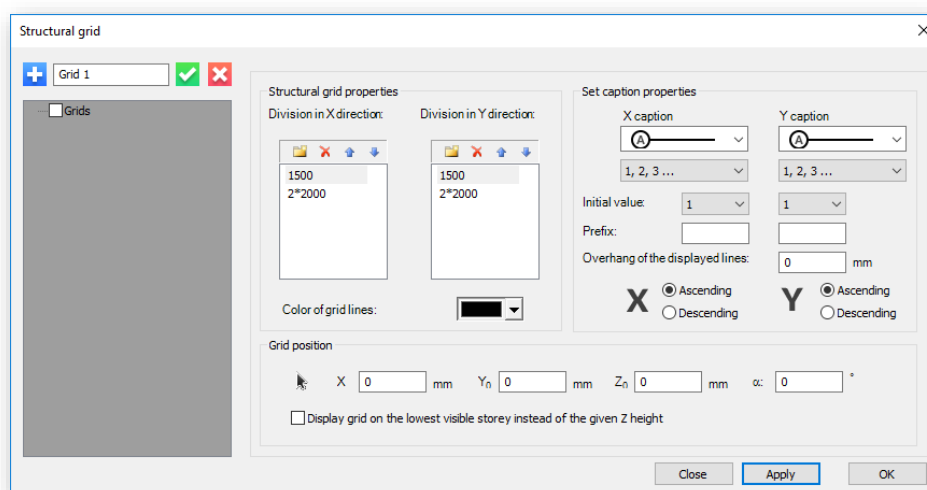 Structural grid
Grid 1
Grids
Structural grid properties
Division in X direction:
Division in Y direction:
1500
2*2000
1500
2*2000
Color of grid lines:
Set caption properties
X caption
Y caption
A
A
1, 2, 3 ...
1, 2, 3 ...
Initial value:
1
1
Prefix:
Overhang of the displayed lines:
0
mm
X
Ascending
Descending
Y
Ascending
Descending
Grid position
X 0 mm Y₀ 0 mm Z₀ 0 mm α: 0 °
Display grid on the lowest visible storey instead of the given Z height
Close
Apply
OK